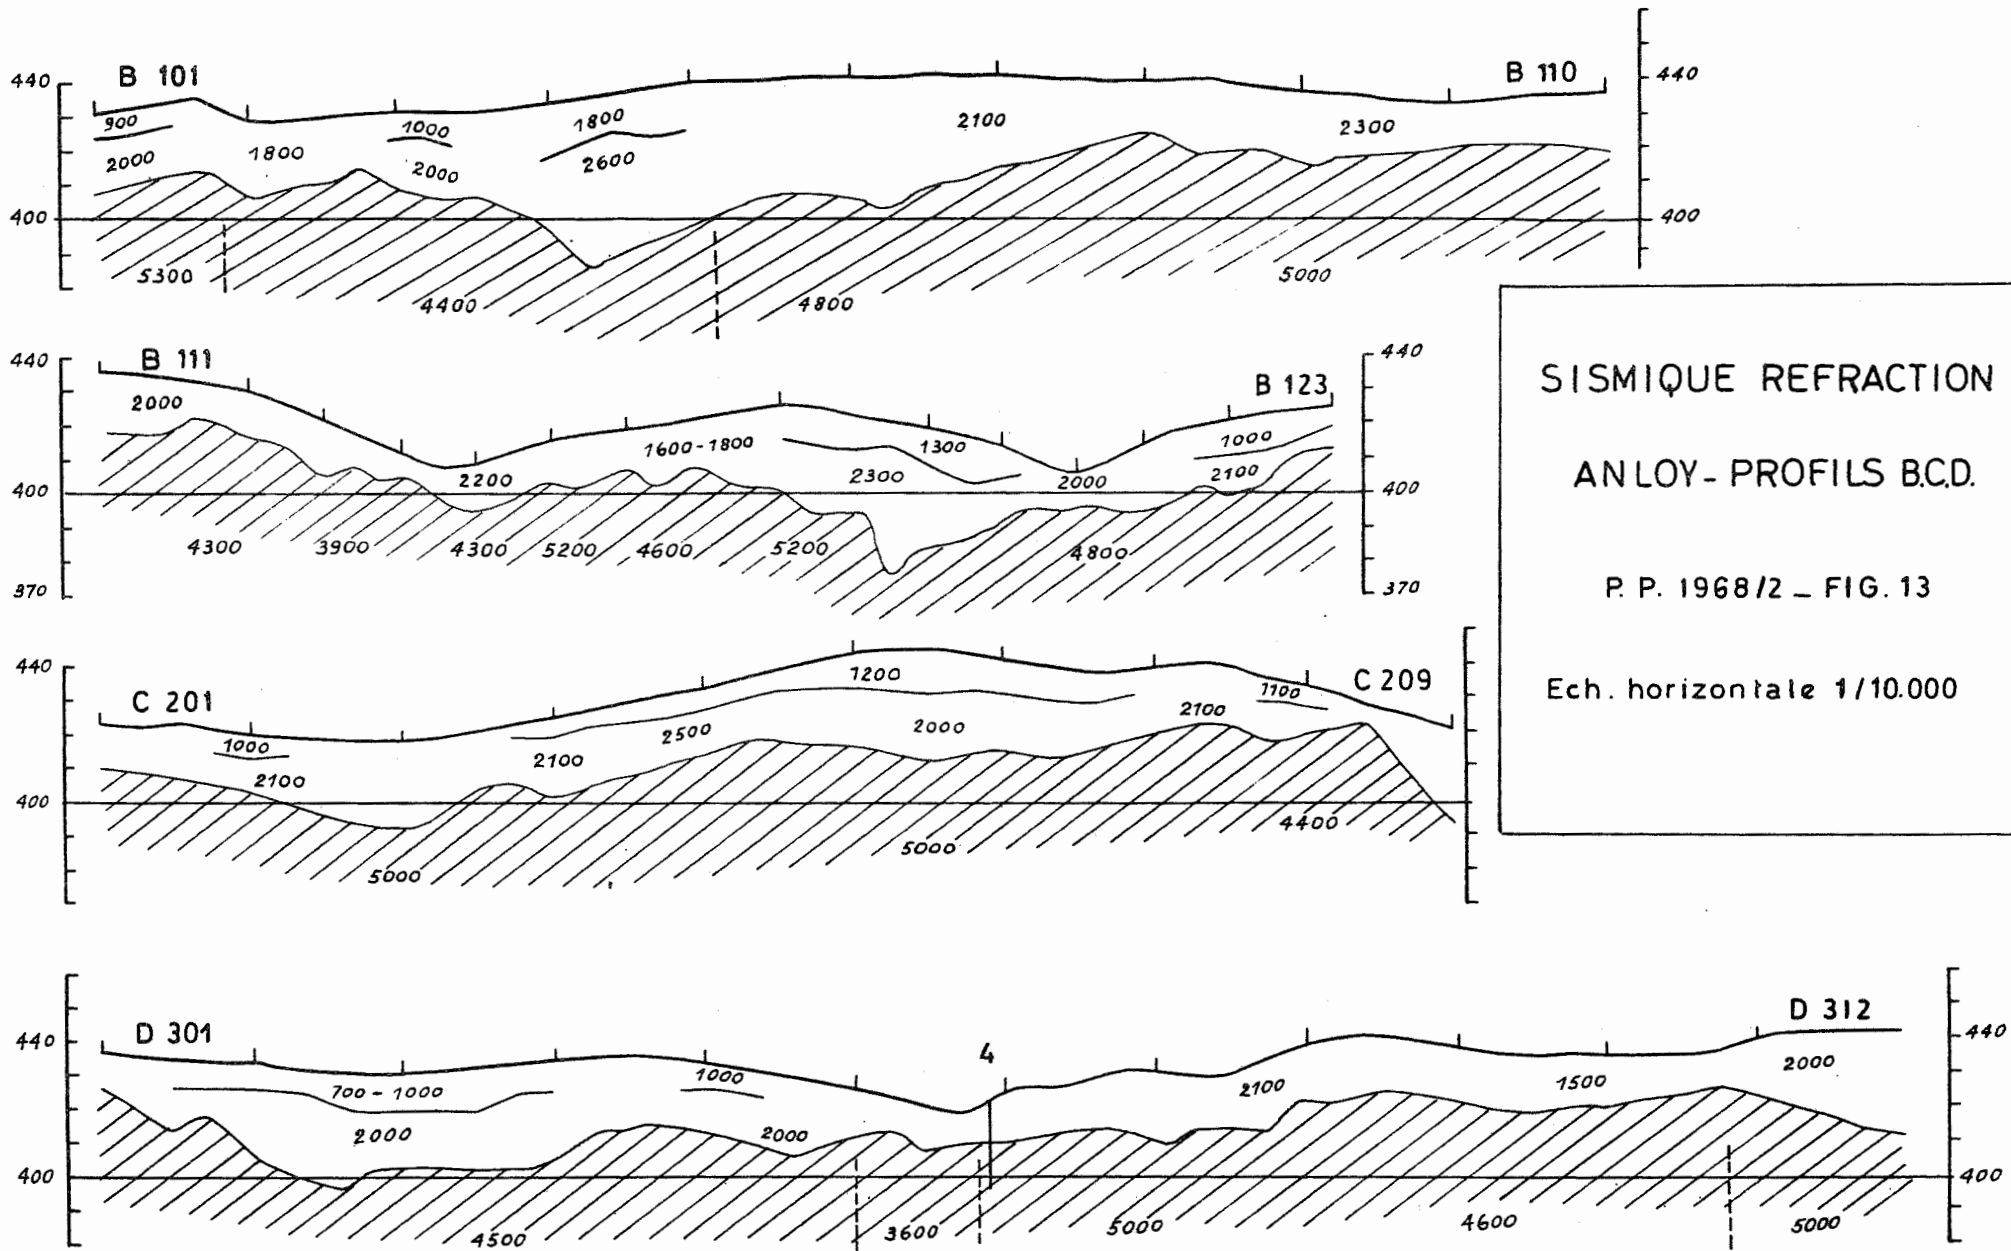 440 B 101 B 110 440
900 1000 1800 2100 2300
2000 1800 2000 2600
400 400
5300 4400 4800 5000
440 B 111 B 123 440
2000 1600-1800 1300 1000
2200 2300 2000 2100
400 400
4300 3900 4300 5200 4600 5200 4800
370 370
440 C 201 C 209
1200 1100
1000 2100 2100 2500 2000 2100
400
5000 5000 4400
440 D 301 4 D 312 440
700-1000 1000 2100 1500 2000
2000 2000
400 400
4500 3600 5000 4600 5000
SISMIQUE REFRACTION
ANLOY-PROFILS B.C.D.
P. P. 1968/2 _ FIG. 13
Ech. horizontale 1/10.000